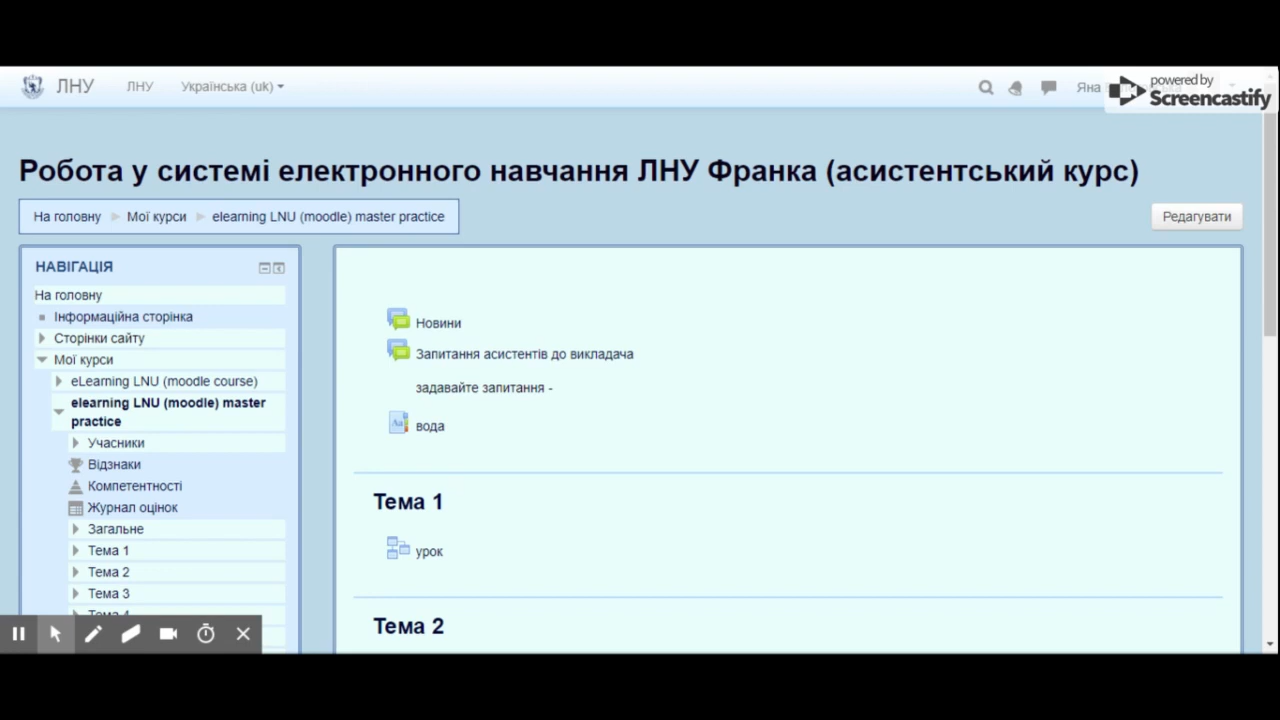 ЛНУ
ЛНУ
Українська (uk)
Яна
powered by
Screencastify
Робота у системі електронного навчання ЛНУ Франка (асистентський курс)
На головну
Мої курси
elearning LNU (moodle) master practice
Редагувати
НАВІГАЦІЯ
На головну
Інформаційна сторінка
Сторінки сайту
Мої курси
eLearning LNU (moodle course)
elearning LNU (moodle) master
practice
Учасники
Відзнаки
Компетентності
Журнал оцінок
Загальне
Тема 1
Тема 2
Тема 3
Тема 4
Новини
Запитання асистентів до викладача
задавайте запитання -
Aa
вода
Тема 1
урок
Тема 2